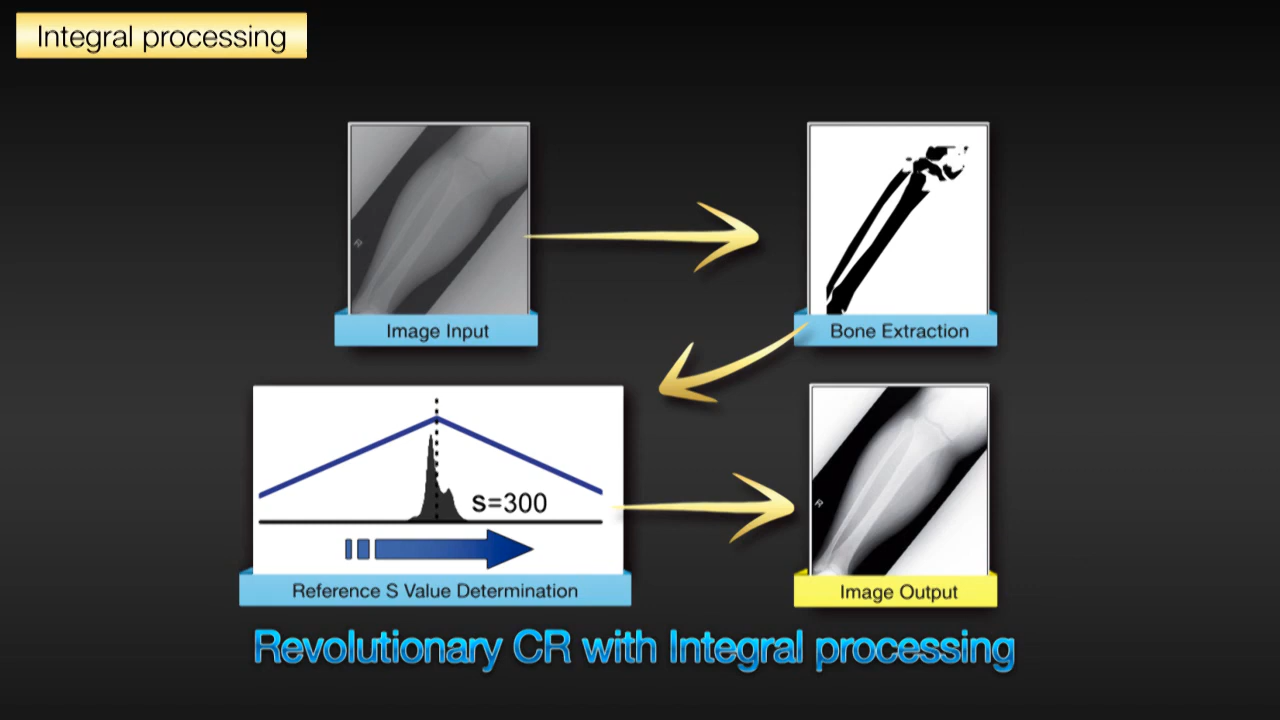 Integral processing
R
Image Input
Bone Extraction
s=300
Reference S Value Determination
R
Image Output
Revolutionary CR with Integral processing